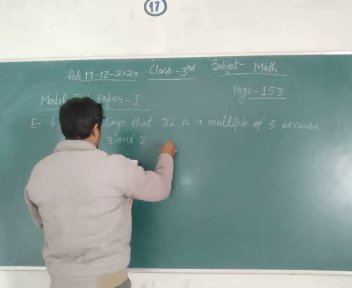 17
Date 17-12-2020 Class-3rd Subject- Math
Page-153
Model Paper-I
says that 32 is a multiple of 5 because
3 and 2